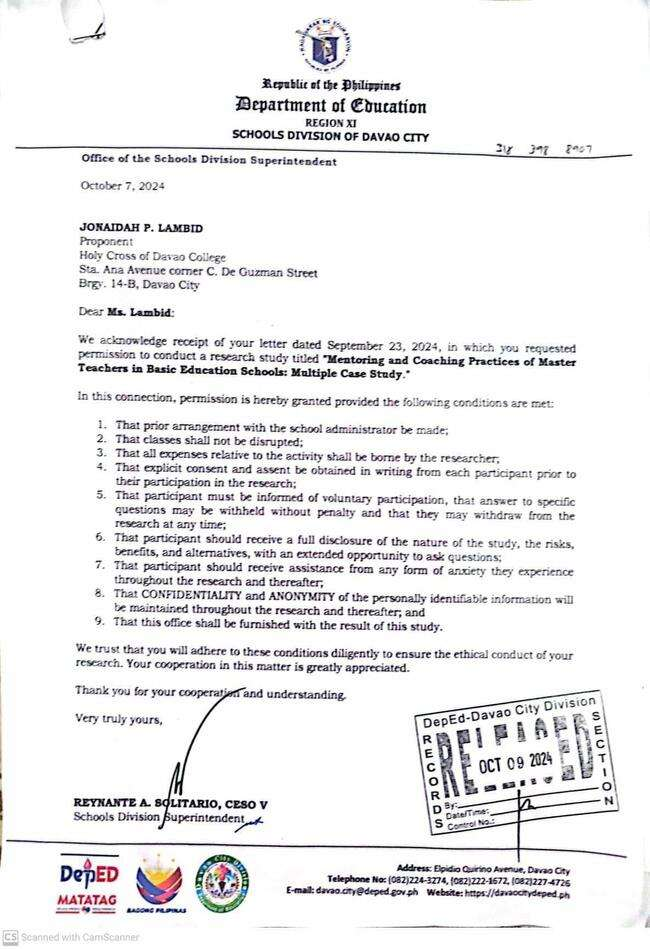 Republic of the Philippines
Department of Education
REGION XI
SCHOOLS DIVISION OF DAVAO CITY
Office of the Schools Division Superintendent
October 7, 2024
JONAIDAH P. LAMBID
Proponent
Holy Cross of Davao College
Sta. Ana Avenue corner C. De Guzman Street
Brgy. 14-B, Davao City
Dear Ms. Lambid:
We acknowledge receipt of your letter dated September 23, 2024, in which you requested
permission to conduct a research study titled "Mentoring and Coaching Practices of Master
Teachers in Basic Education Schools: Multiple Case Study."
In this connection, permission is hereby granted provided the following conditions are met:
1. That prior arrangement with the school administrator be made;
2. That classes shall not be disrupted;
3. That all expenses relative to the activity shall be borne by the researcher;
4. That explicit consent and assent be obtained in writing from each participant prior to
their participation in the research;
5. That participant must be informed of voluntary participation, that answer to specific
questions may be withheld without penalty and that they may withdraw from the
research at any time;
6. That participant should receive a full disclosure of the nature of the study, the risks,
benefits, and alternatives, with an extended opportunity to ask questions;
7. That participant should receive assistance from any form of anxiety they experience
throughout the research and thereafter;
8. That CONFIDENTIALITY and ANONYMITY of the personally identifiable information will
be maintained throughout the research and thereafter; and
9. That this office shall be furnished with the result of this study.
We trust that you will adhere to these conditions diligently to ensure the ethical conduct of your
research. Your cooperation in this matter is greatly appreciated.
Thank you for your cooperation and understanding.
Very truly yours,
REYNANTE A. SOLITARIO, CESO V
Schools Division Superintendent
DepEd-Davao City Division
RECORDS
SECTION
RELEASED
OCT 09 2024
By:
Date/Time:
Control No.:
DepED
MATATAG
BAGONG PILIPINAS
Address: Elpidio Quirino Avenue, Davao City
Telephone No: (082)224-3274, (082)222-1672, (082)227-4726
E-mail: davao.city@deped.gov.ph Website: https://davaocitydeped.ph
CS Scanned with CamScanner